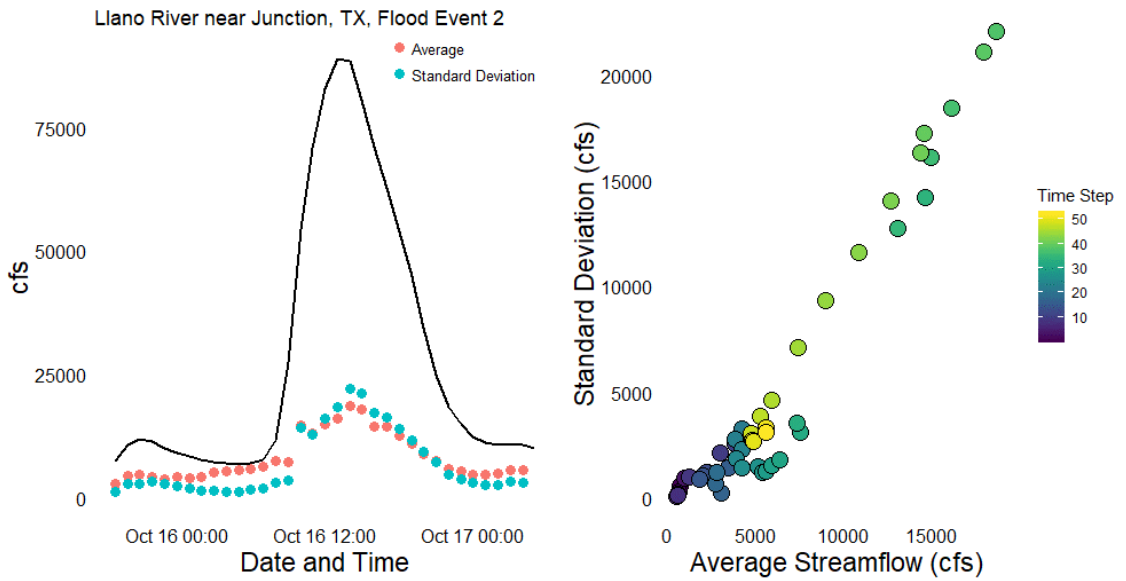 Llano River near Junction, TX, Flood Event 2
Average
Standard Deviation
cfs
75000
50000
25000
0
Oct 16 00:00
Oct 16 12:00
Oct 17 00:00
Date and Time
Standard Deviation (cfs)
20000
15000
10000
5000
0
0
5000
10000
15000
Average Streamflow (cfs)
Time Step
50
40
30
20
10